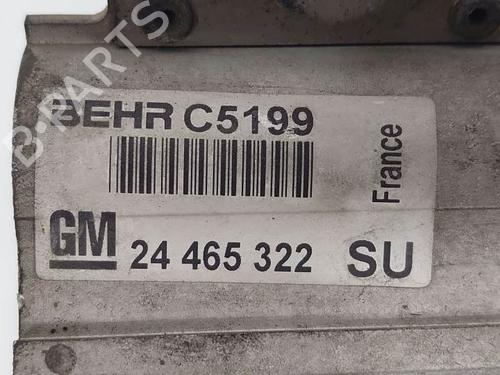 BEHR C5199
France
GM 24 465 322 SU
B-PARTS